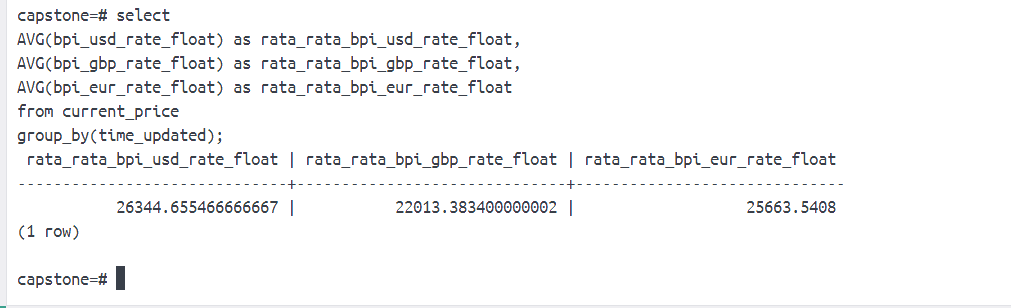 capstone=# select
AVG(bpi_usd_rate_float) as rata_rata_bpi_usd_rate_float,
AVG(bpi_gbp_rate_float) as rata_rata_bpi_gbp_rate_float,
AVG(bpi_eur_rate_float) as rata_rata_bpi_eur_rate_float
from current_price
group_by(time_updated);
 rata_rata_bpi_usd_rate_float | rata_rata_bpi_gbp_rate_float | rata_rata_bpi_eur_rate_float
------------------------------+------------------------------+------------------------------
           26344.655466666667 |           22013.383400000002 |                   25663.5408
(1 row)

capstone=#